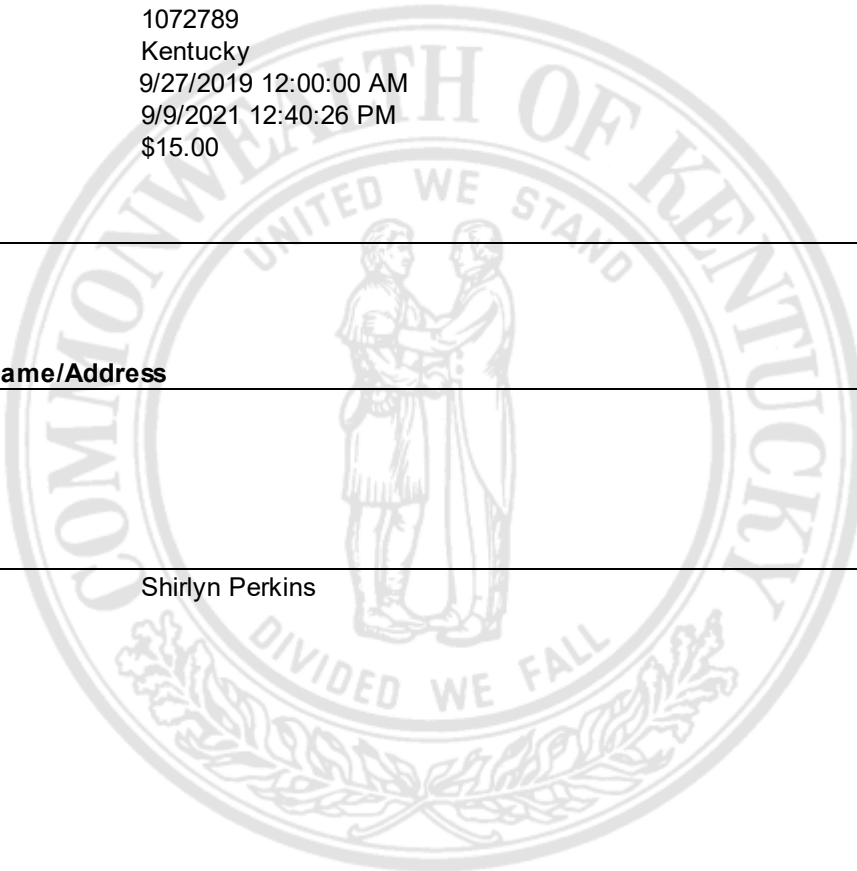 1072789
Kentucky
9/27/2019 12:00:00 AM
9/9/2021 12:40:26 PM
$15.00
COMMONWEALTH OF KENTUCKY
UNITED WE STAND
ame/Address
Shirlyn Perkins
DIVIDED WE FALL